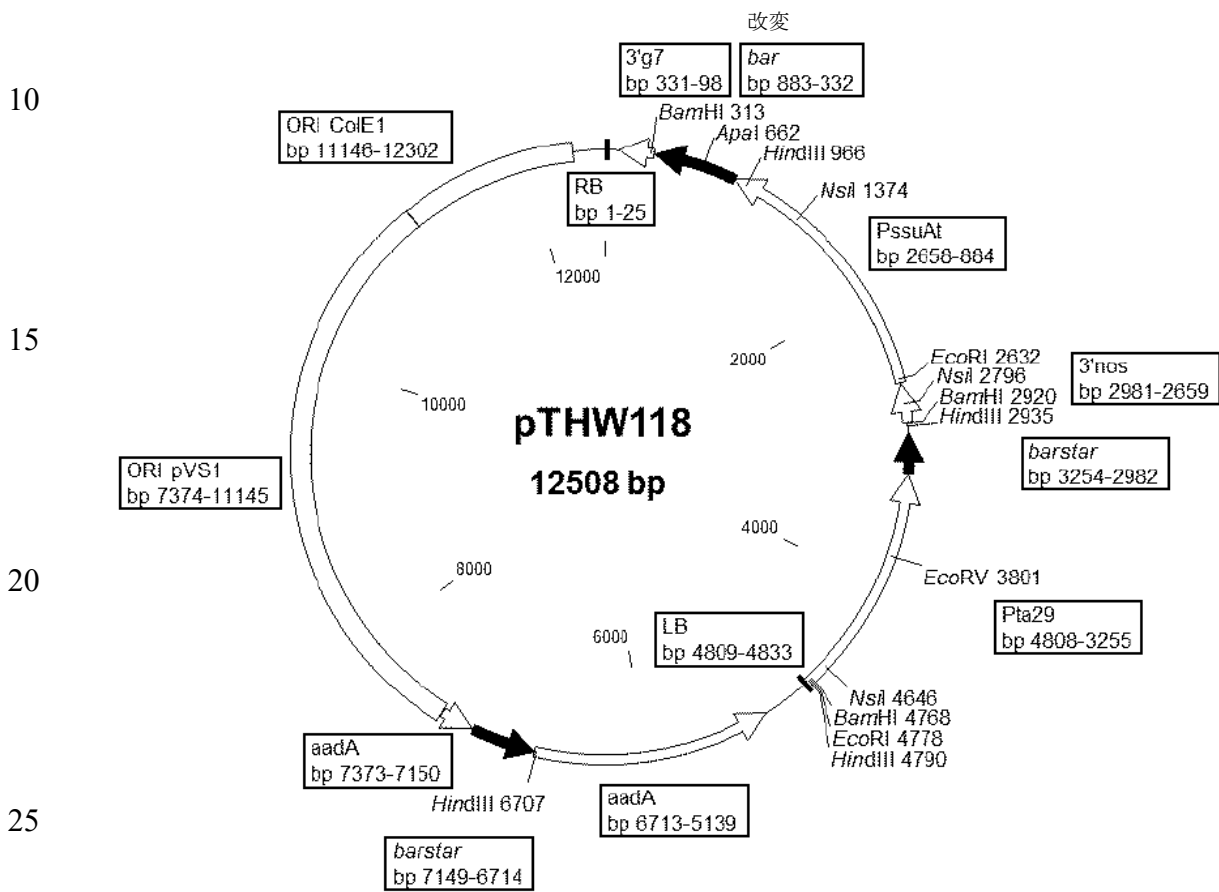 改変
3'g7
bp 331-98
bar
bp 883-332
10
BamHI 313
ApaI 662
ORI ColE1
bp 11146-12302
HindIII 966
RB
bp 1-25
NsiI 1374
PssuAt
bp 2658-884
12000
15
2000
EcoRI 2632
3'nos
bp 2981-2659
NsiI 2796
BamHI 2920
HindIII 2935
10000
pTHW118
12508 bp
barstar
bp 3254-2982
ORI pVS1
bp 7374-11145
4000
20
8000
EcoRV 3801
Pta29
bp 4808-3255
6000
LB
bp 4809-4833
NsiI 4646
BamHI 4768
EcoRI 4778
HindIII 4790
aadA
bp 7373-7150
HindIII 6707
aadA
bp 6713-5139
25
barstar
bp 7149-6714